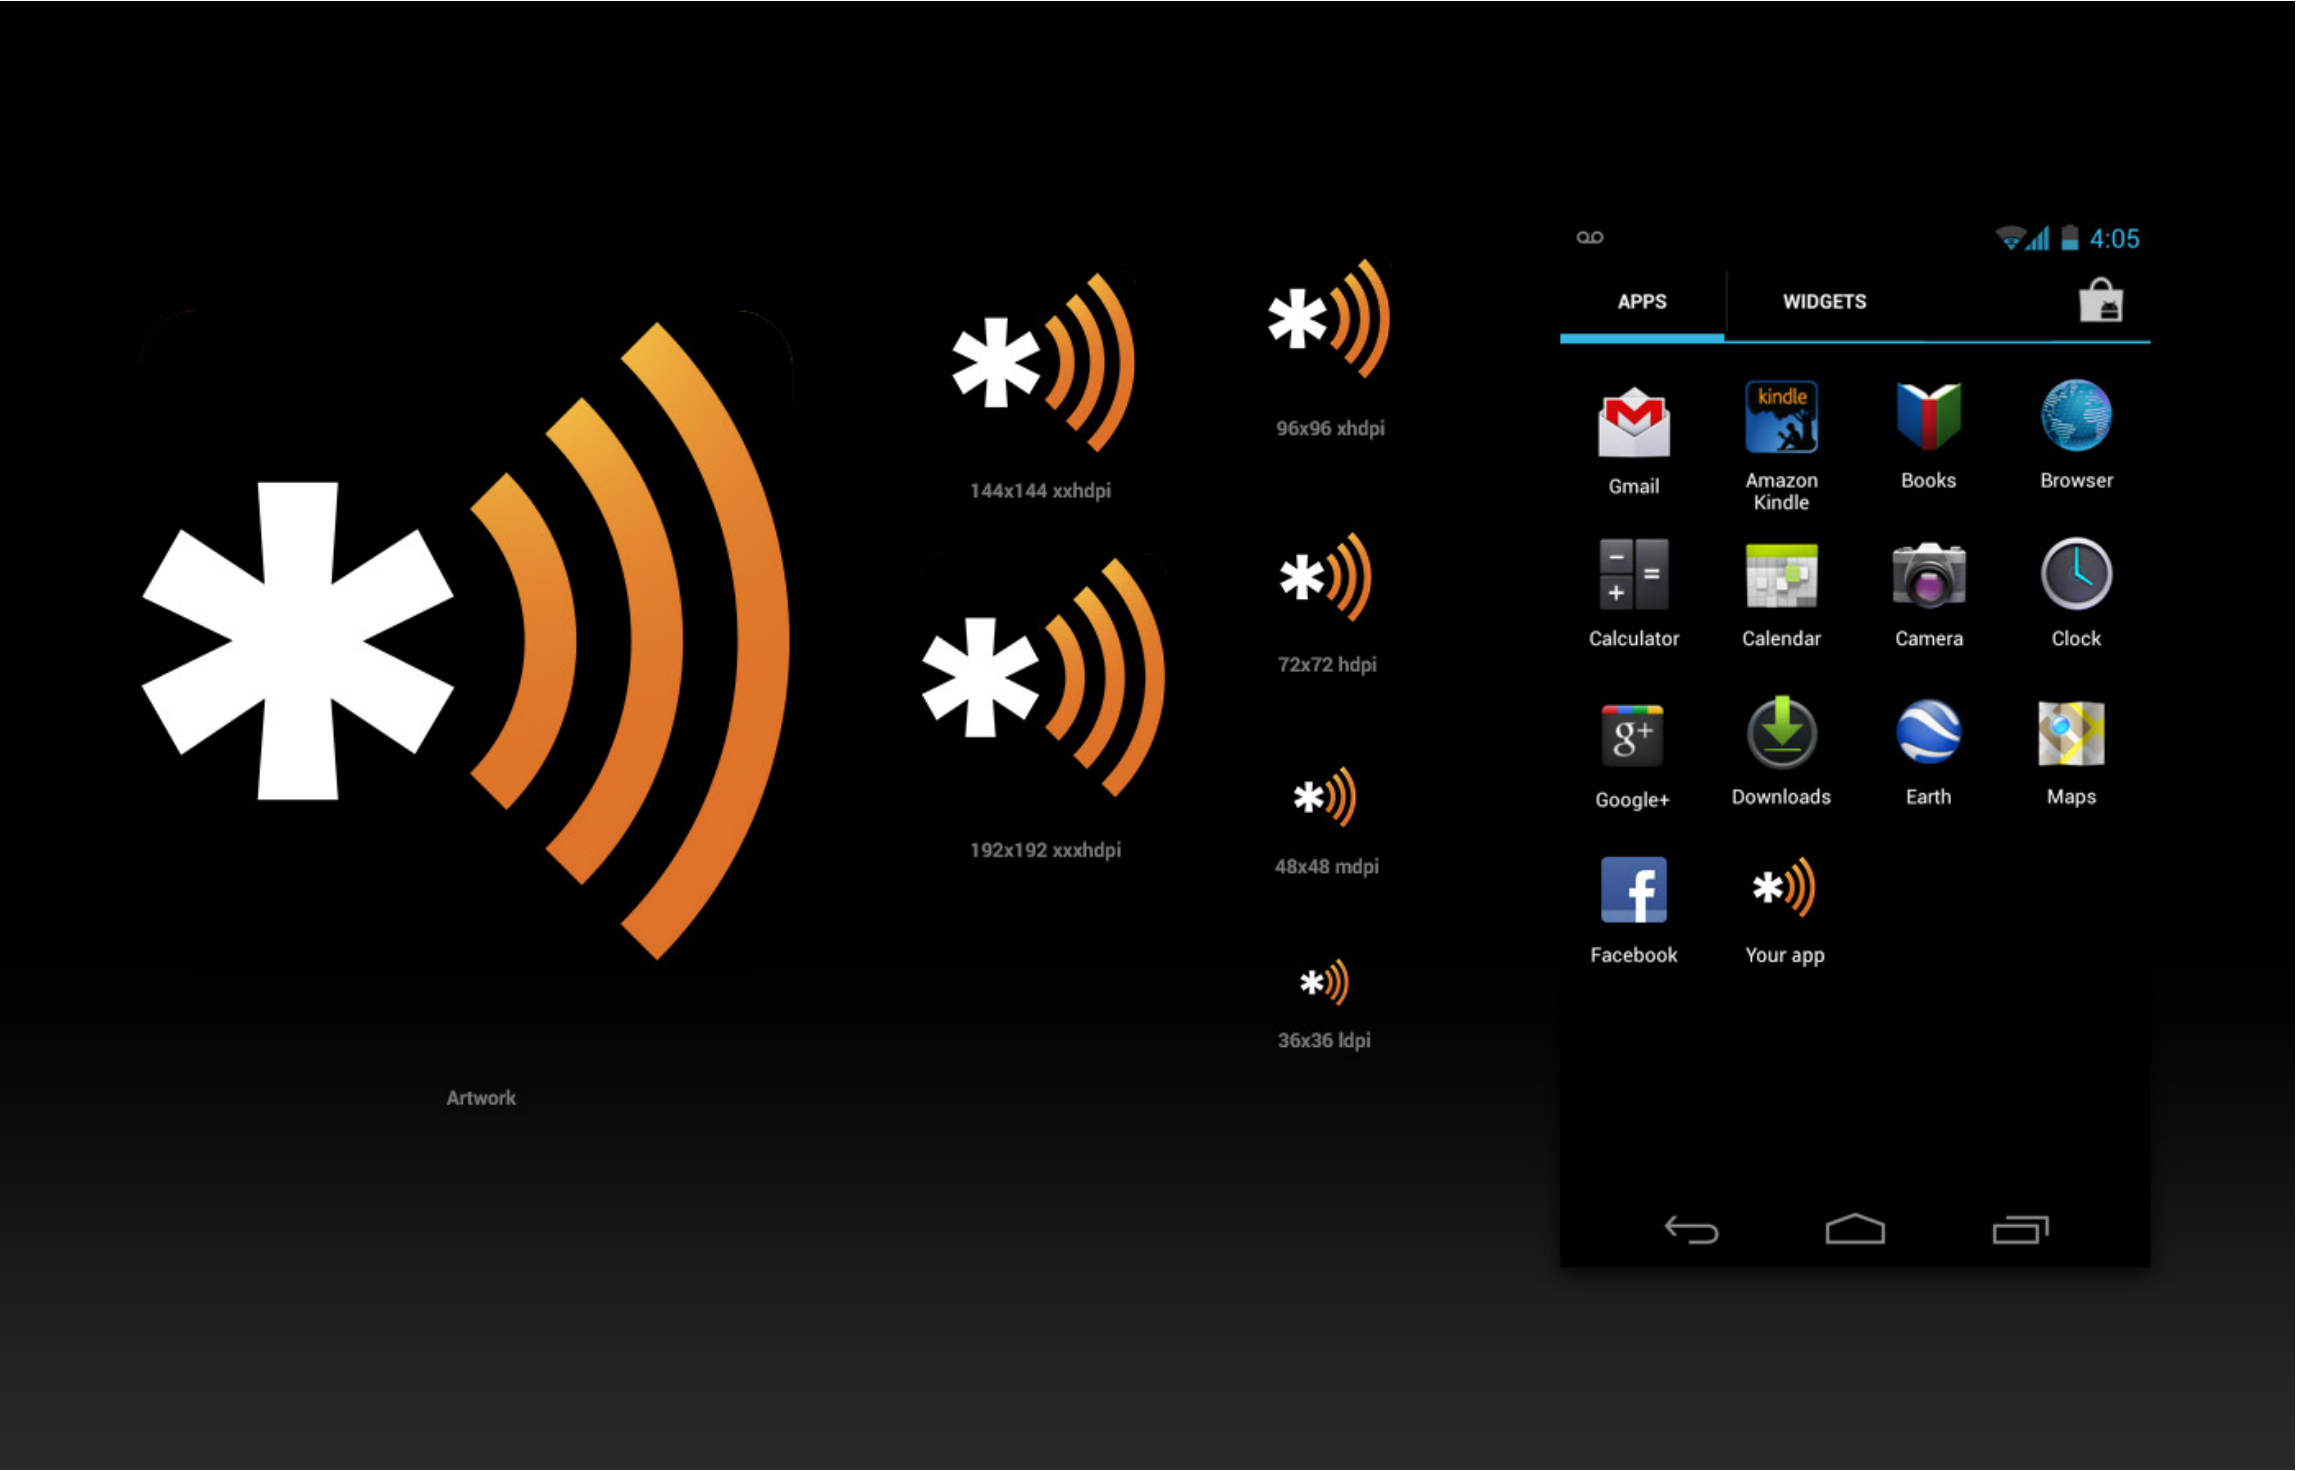 Artwork
144x144 xxhdpi
192x192 xxxhdpi
96x96 xhdpi
72x72 hdpi
48x48 mdpi
36x36 ldpi
4:05
APPS WIDGETS
kindle
Gmail Amazon Kindle Books Browser
Calculator Calendar Camera Clock
g+
Google+ Downloads Earth Maps
f
Facebook Your app